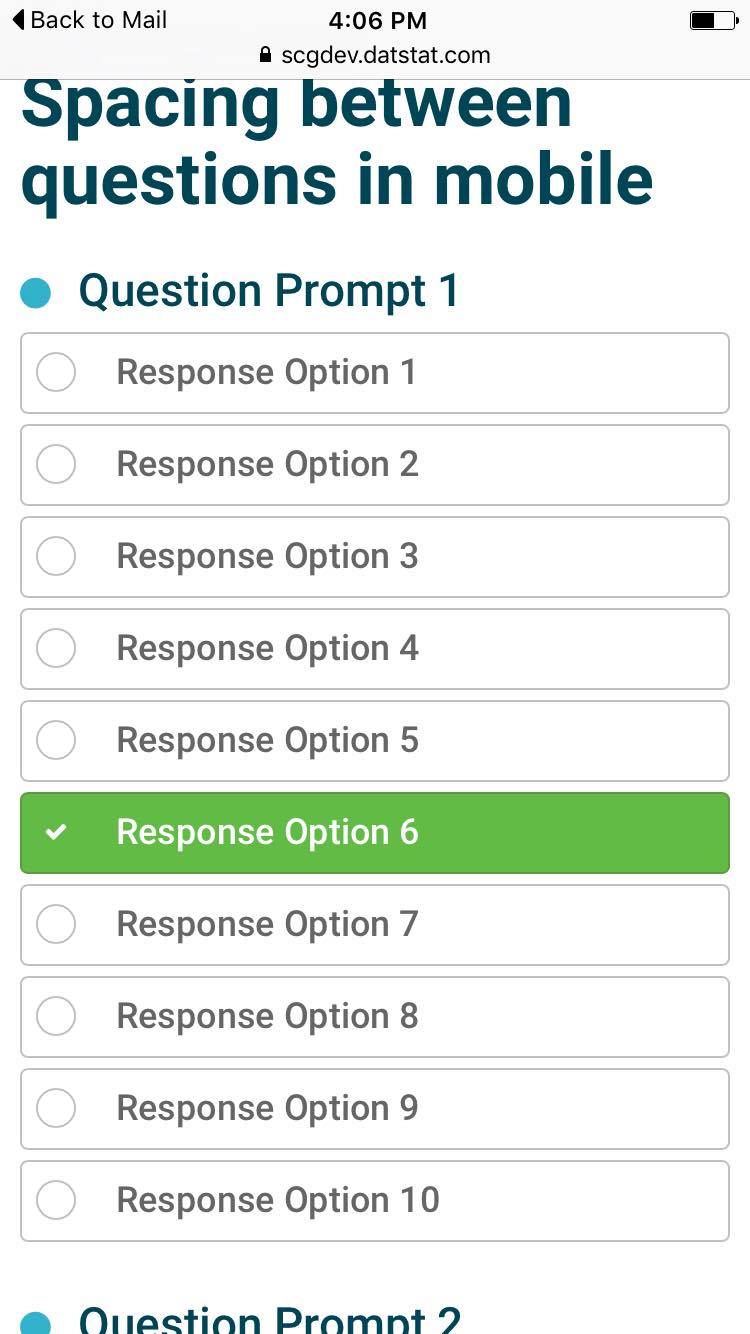 Back to Mail
4:06 PM
scgdev.datstat.com
Spacing between
questions in mobile
Question Prompt 1
Response Option 1
Response Option 2
Response Option 3
Response Option 4
Response Option 5
Response Option 6
Response Option 7
Response Option 8
Response Option 9
Response Option 10
Question Prompt 2